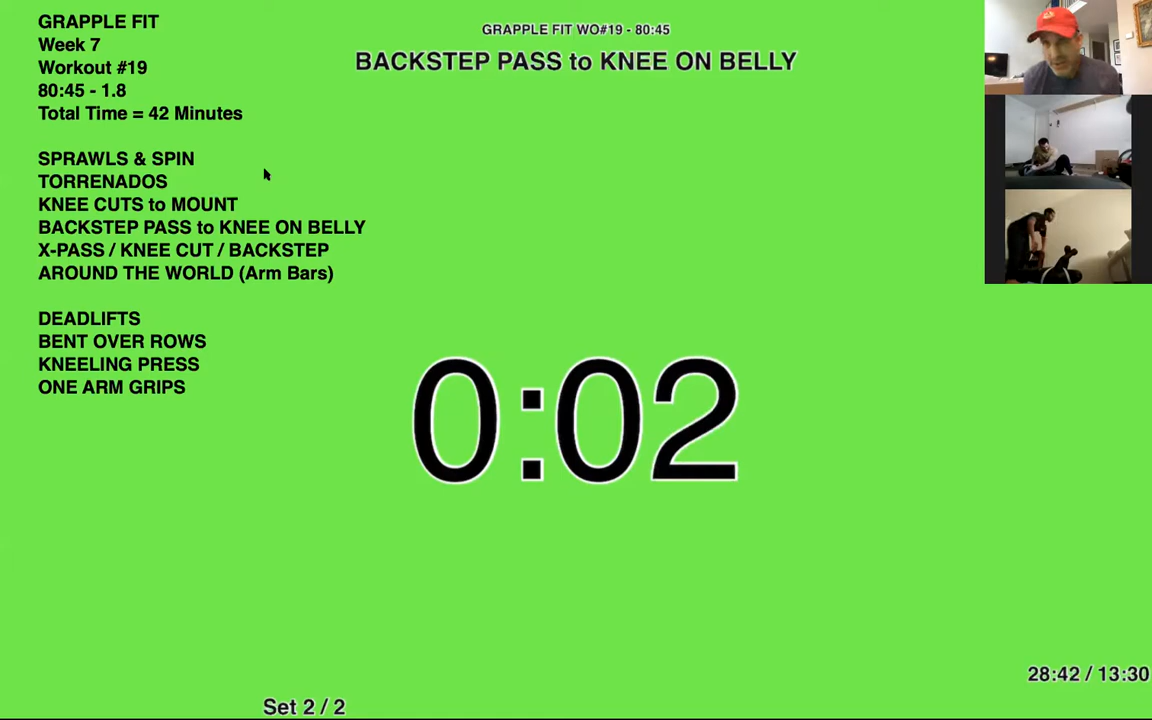 GRAPPLE FIT
Week 7
Workout #19
80:45 - 1.8
Total Time = 42 Minutes
SPRAWLS & SPIN
TORRENADOS
KNEE CUTS to MOUNT
BACKSTEP PASS to KNEE ON BELLY
X-PASS / KNEE CUT / BACKSTEP
AROUND THE WORLD (Arm Bars)
DEADLIFTS
BENT OVER ROWS
KNEELING PRESS
ONE ARM GRIPS
GRAPPLE FIT WO#19 - 80:45
BACKSTEP PASS to KNEE ON BELLY
0:02
28:42 / 13:30
Set 2 / 2